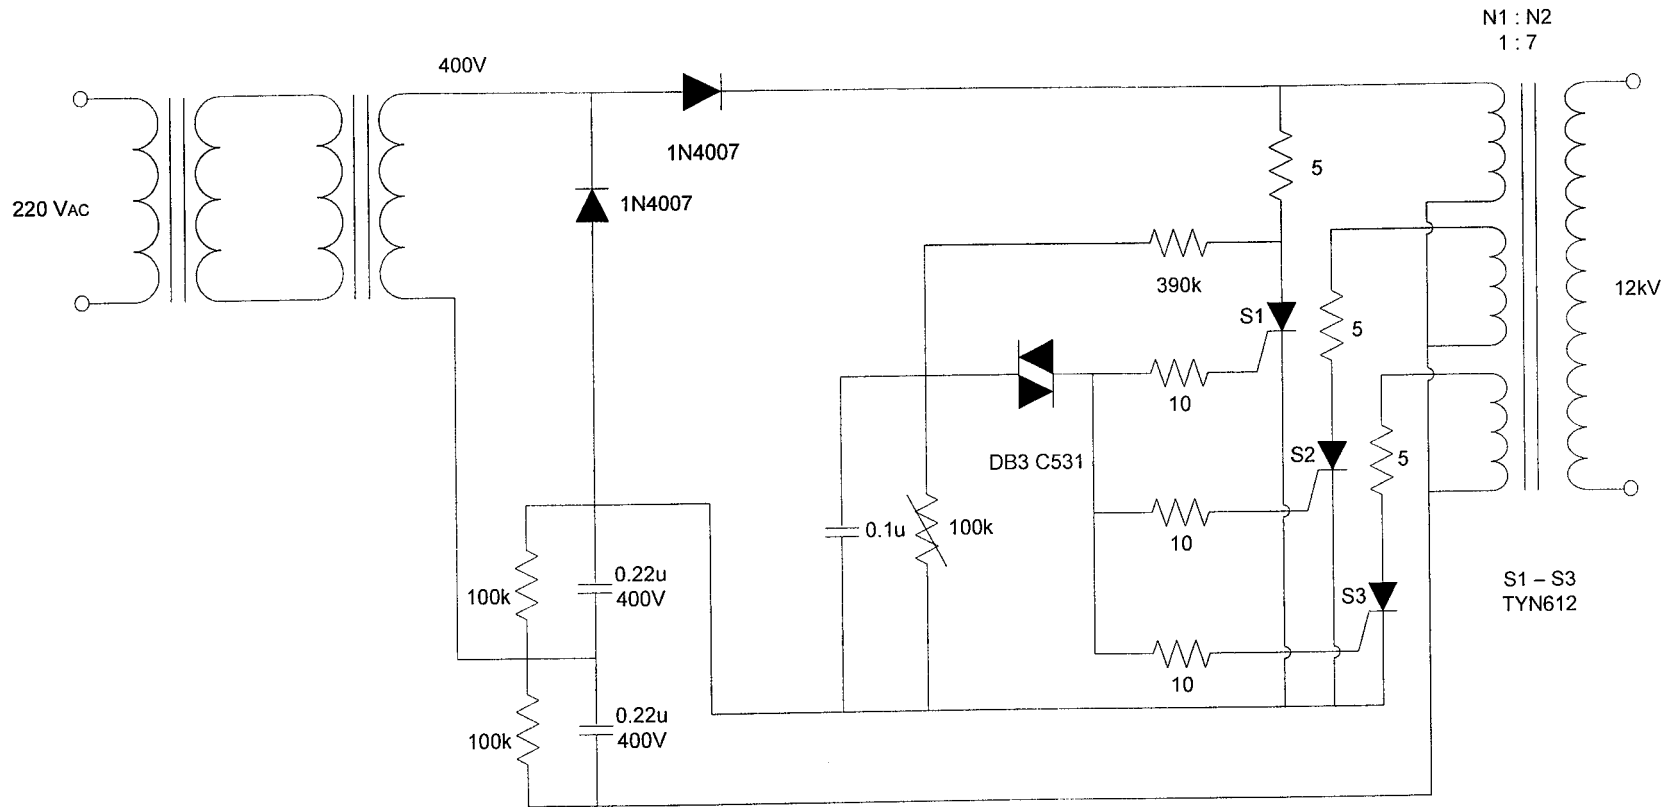 N1 : N2
1 : 7
400V
1N4007
5
220 VAC
1N4007
390k
12kV
S1
5
10
S2
5
DB3 C531
0.1u
100k
10
0.22u
400V
100k
S3
S1 – S3
TYN612
10
0.22u
400V
100k